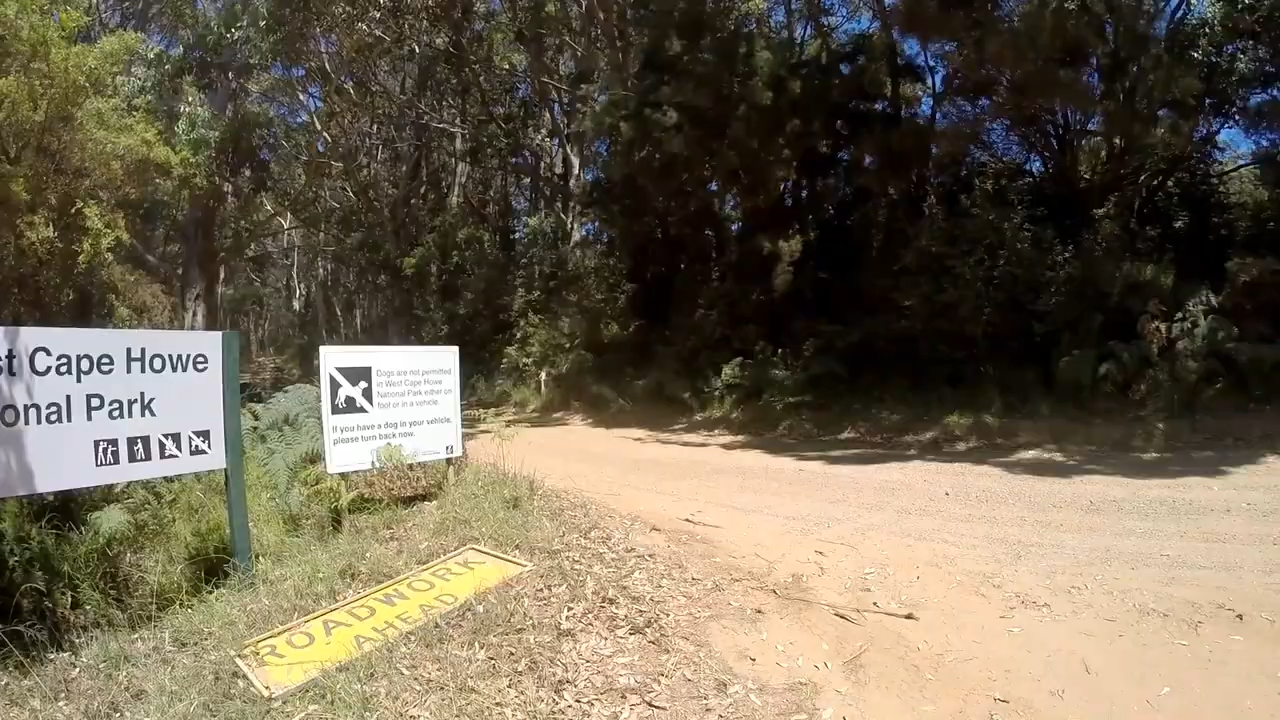 st Cape Howe
onal Park
Dogs are not permitted
in West Cape Howe
National Park either on
foot or in a vehicle.
If you have a dog in your vehicle,
please turn back now.
ROADWORK
AHEAD